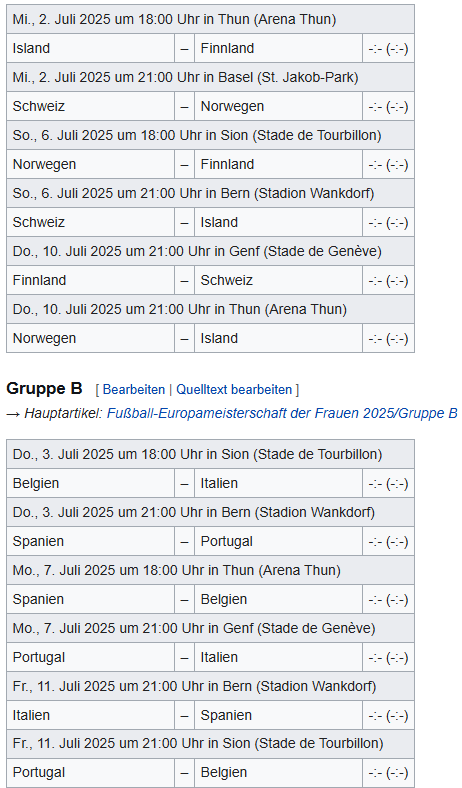 Mi., 2. Juli 2025 um 18:00 Uhr in Thun (Arena Thun)
Island – Finnland -:- (-:-)
Mi., 2. Juli 2025 um 21:00 Uhr in Basel (St. Jakob-Park)
Schweiz – Norwegen -:- (-:-)
So., 6. Juli 2025 um 18:00 Uhr in Sion (Stade de Tourbillon)
Norwegen – Finnland -:- (-:-)
So., 6. Juli 2025 um 21:00 Uhr in Bern (Stadion Wankdorf)
Schweiz – Island -:- (-:-)
Do., 10. Juli 2025 um 21:00 Uhr in Genf (Stade de Genève)
Finnland – Schweiz -:- (-:-)
Do., 10. Juli 2025 um 21:00 Uhr in Thun (Arena Thun)
Norwegen – Island -:- (-:-)
Gruppe B [ Bearbeiten | Quelltext bearbeiten ]
→ Hauptartikel: Fußball-Europameisterschaft der Frauen 2025/Gruppe B
Do., 3. Juli 2025 um 18:00 Uhr in Sion (Stade de Tourbillon)
Belgien – Italien -:- (-:-)
Do., 3. Juli 2025 um 21:00 Uhr in Bern (Stadion Wankdorf)
Spanien – Portugal -:- (-:-)
Mo., 7. Juli 2025 um 18:00 Uhr in Thun (Arena Thun)
Spanien – Belgien -:- (-:-)
Mo., 7. Juli 2025 um 21:00 Uhr in Genf (Stade de Genève)
Portugal – Italien -:- (-:-)
Fr., 11. Juli 2025 um 21:00 Uhr in Bern (Stadion Wankdorf)
Italien – Spanien -:- (-:-)
Fr., 11. Juli 2025 um 21:00 Uhr in Sion (Stade de Tourbillon)
Portugal – Belgien -:- (-:-)